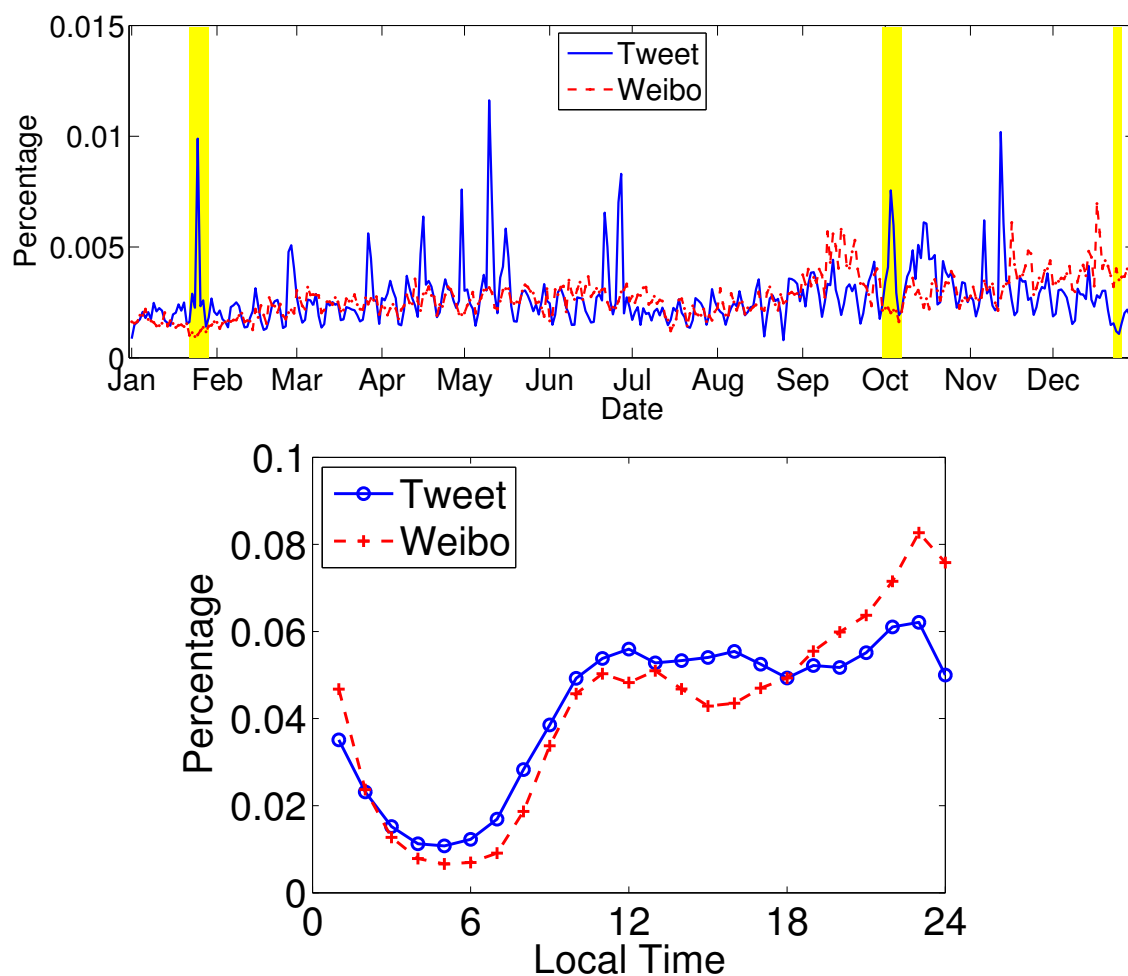 0.015
0.01
0.005
0
Percentage
Tweet
Weibo
Jan Feb Mar Apr May Jun Jul Aug Sep Oct Nov Dec
Date
0.1
0.08
0.06
0.04
0.02
0
Percentage
Tweet
Weibo
0 6 12 18 24
Local Time